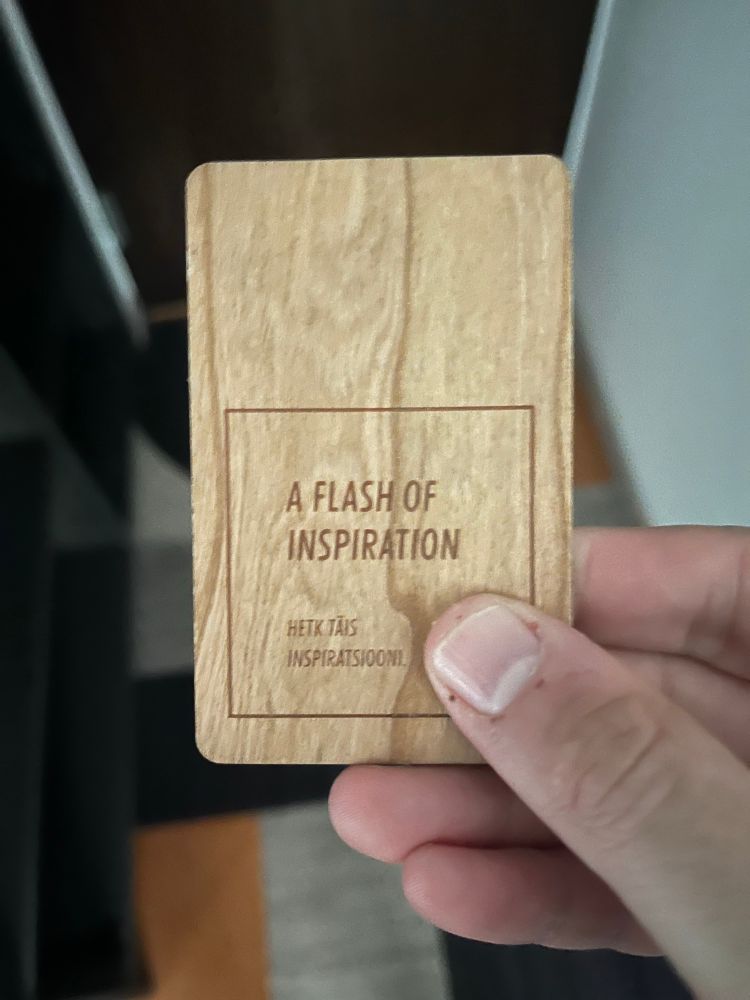 A FLASH OF
INSPIRATION
HETK TÄIS
INSPIRATSIOONI.